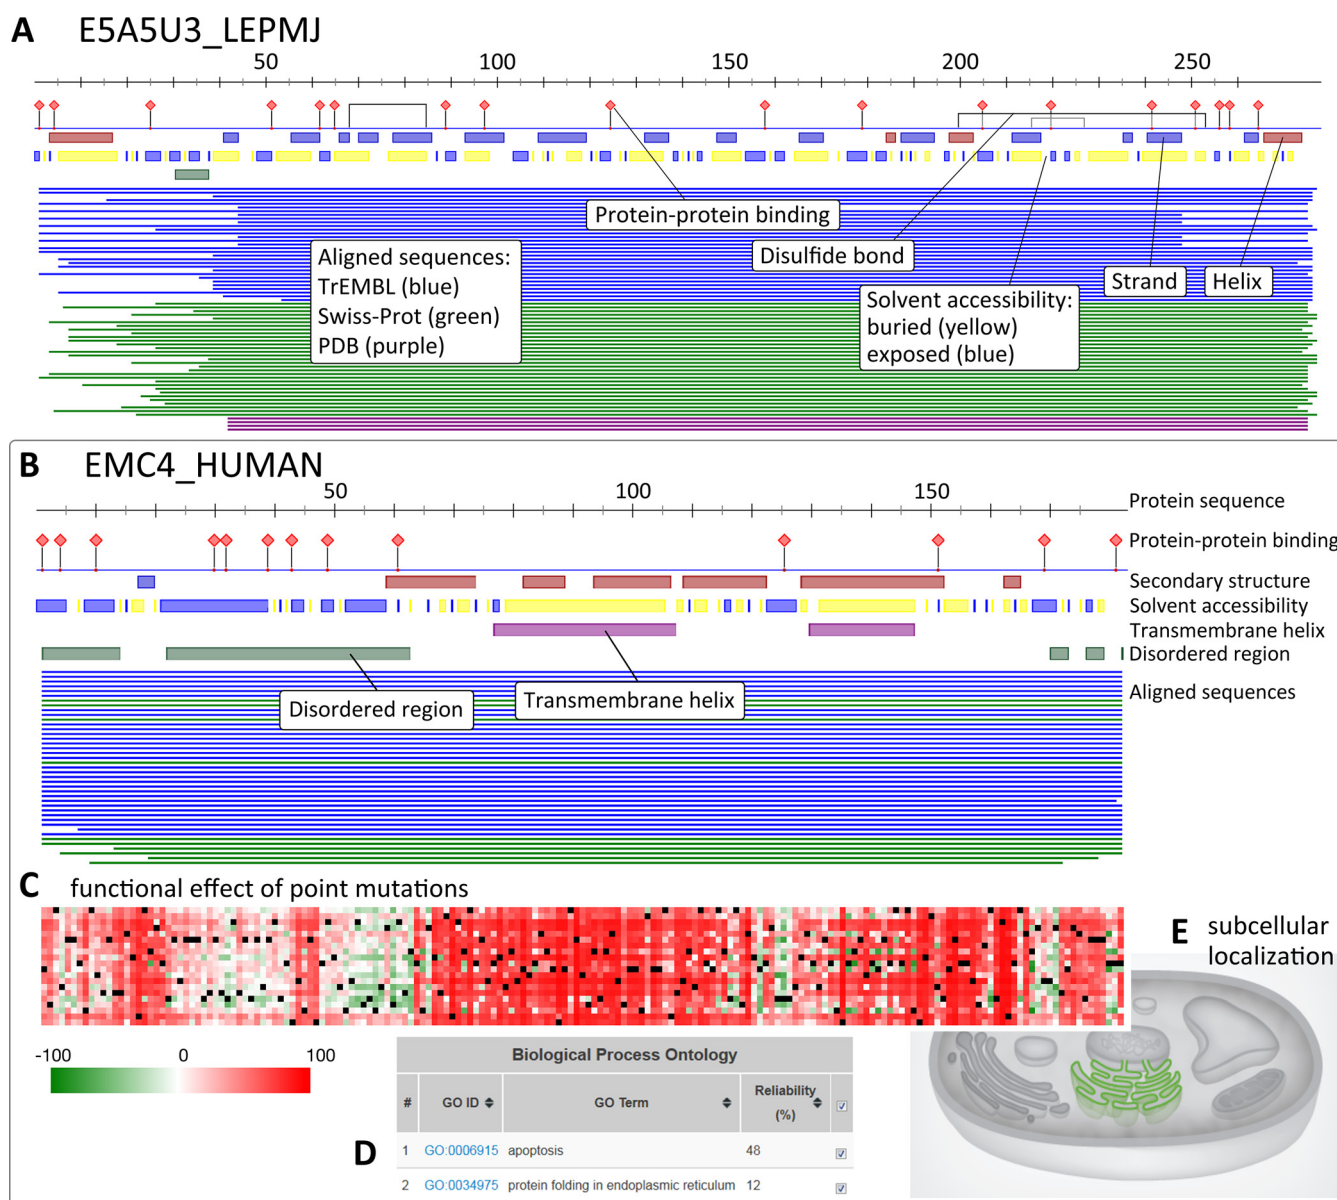 A E5A5U3_LEPMJ
50 100 150 200 250
Protein-protein binding
Disulfide bond
Aligned sequences:
TrEMBL (blue)
Swiss-Prot (green)
PDB (purple)
Solvent accessibility:
buried (yellow)
exposed (blue)
Strand
Helix
B EMC4_HUMAN
50 100 150
Protein sequence
Protein-protein binding
Secondary structure
Solvent accessibility
Transmembrane helix
Disordered region
Aligned sequences
Disordered region
Transmembrane helix
C functional effect of point mutations
-100 0 100
D
Biological Process Ontology
# GO ID GO Term Reliability
(%)
1 GO:0006915 apoptosis 48
2 GO:0034975 protein folding in endoplasmic reticulum 12
E subcellular
localization